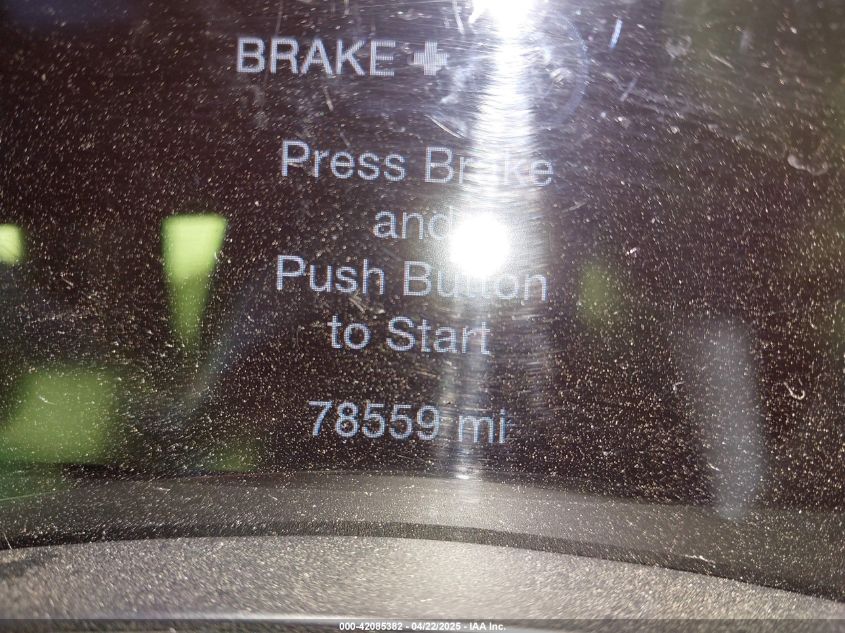 BRAKE +
Press Brake
and
Push Button
to Start
78559 mi
000-42085382 - 04/22/2025 - IAA Inc.